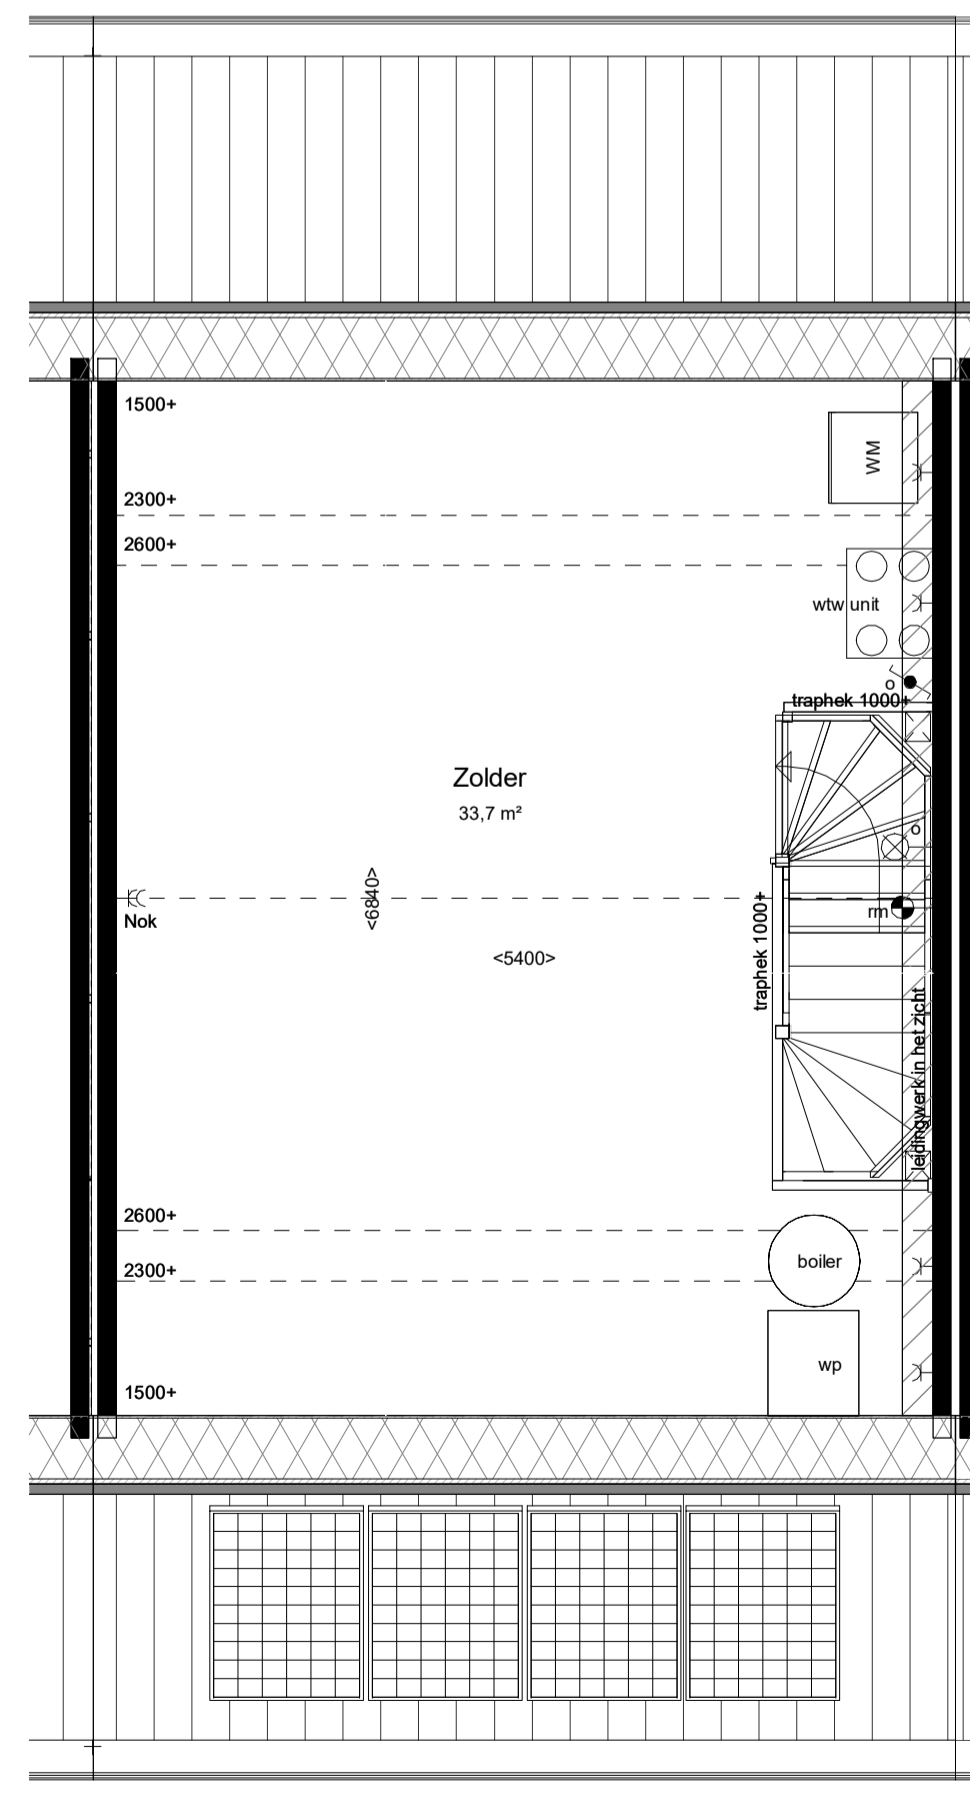 1500+
WM
2300+
2600+
wtw unit
o
traphek 1000+
Zolder
33,7 m²
o
<6840>
traphek 1000+
rm
Nok
<5400>
leidingwerk in het zicht
2600+
boiler
2300+
wp
1500+